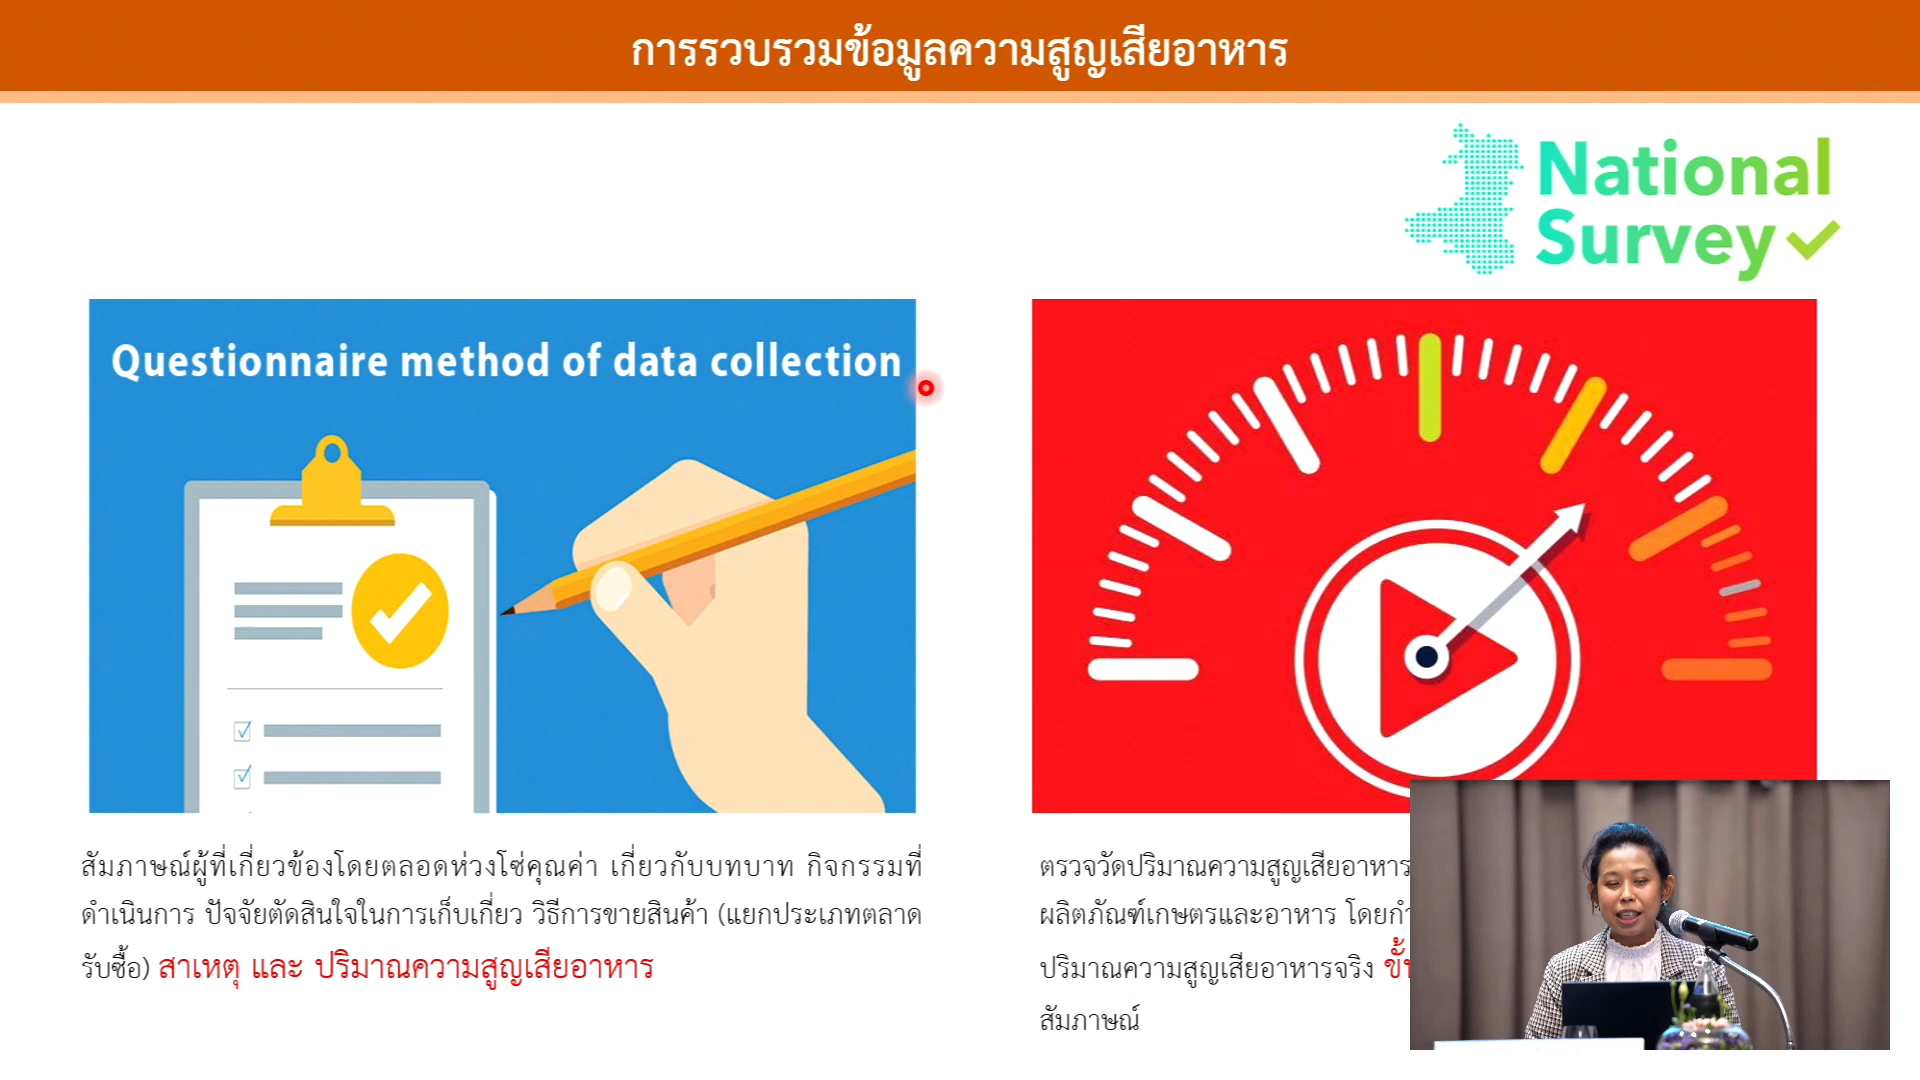 การรวบรวมข้อมูลความสูญเสียอาหาร
National
Survey
Questionnaire method of data collection
สัมภาษณ์ผู้ที่เกี่ยวข้องโดยตลอดห่วงโซ่คุณค่า เกี่ยวกับบทบาท กิจกรรมที่
ดำเนินการ ปัจจัยตัดสินใจในการเก็บเกี่ยว วิธีการขายสินค้า (แยกประเภทตลาด
รับซื้อ) สาเหตุ และ ปริมาณความสูญเสียอาหาร
ตรวจวัดปริมาณความสูญเสียอาหาร
ผลิตภัณฑ์เกษตรและอาหาร
ปริมาณความสูญเสียอาหารจริง
สัมภาษณ์